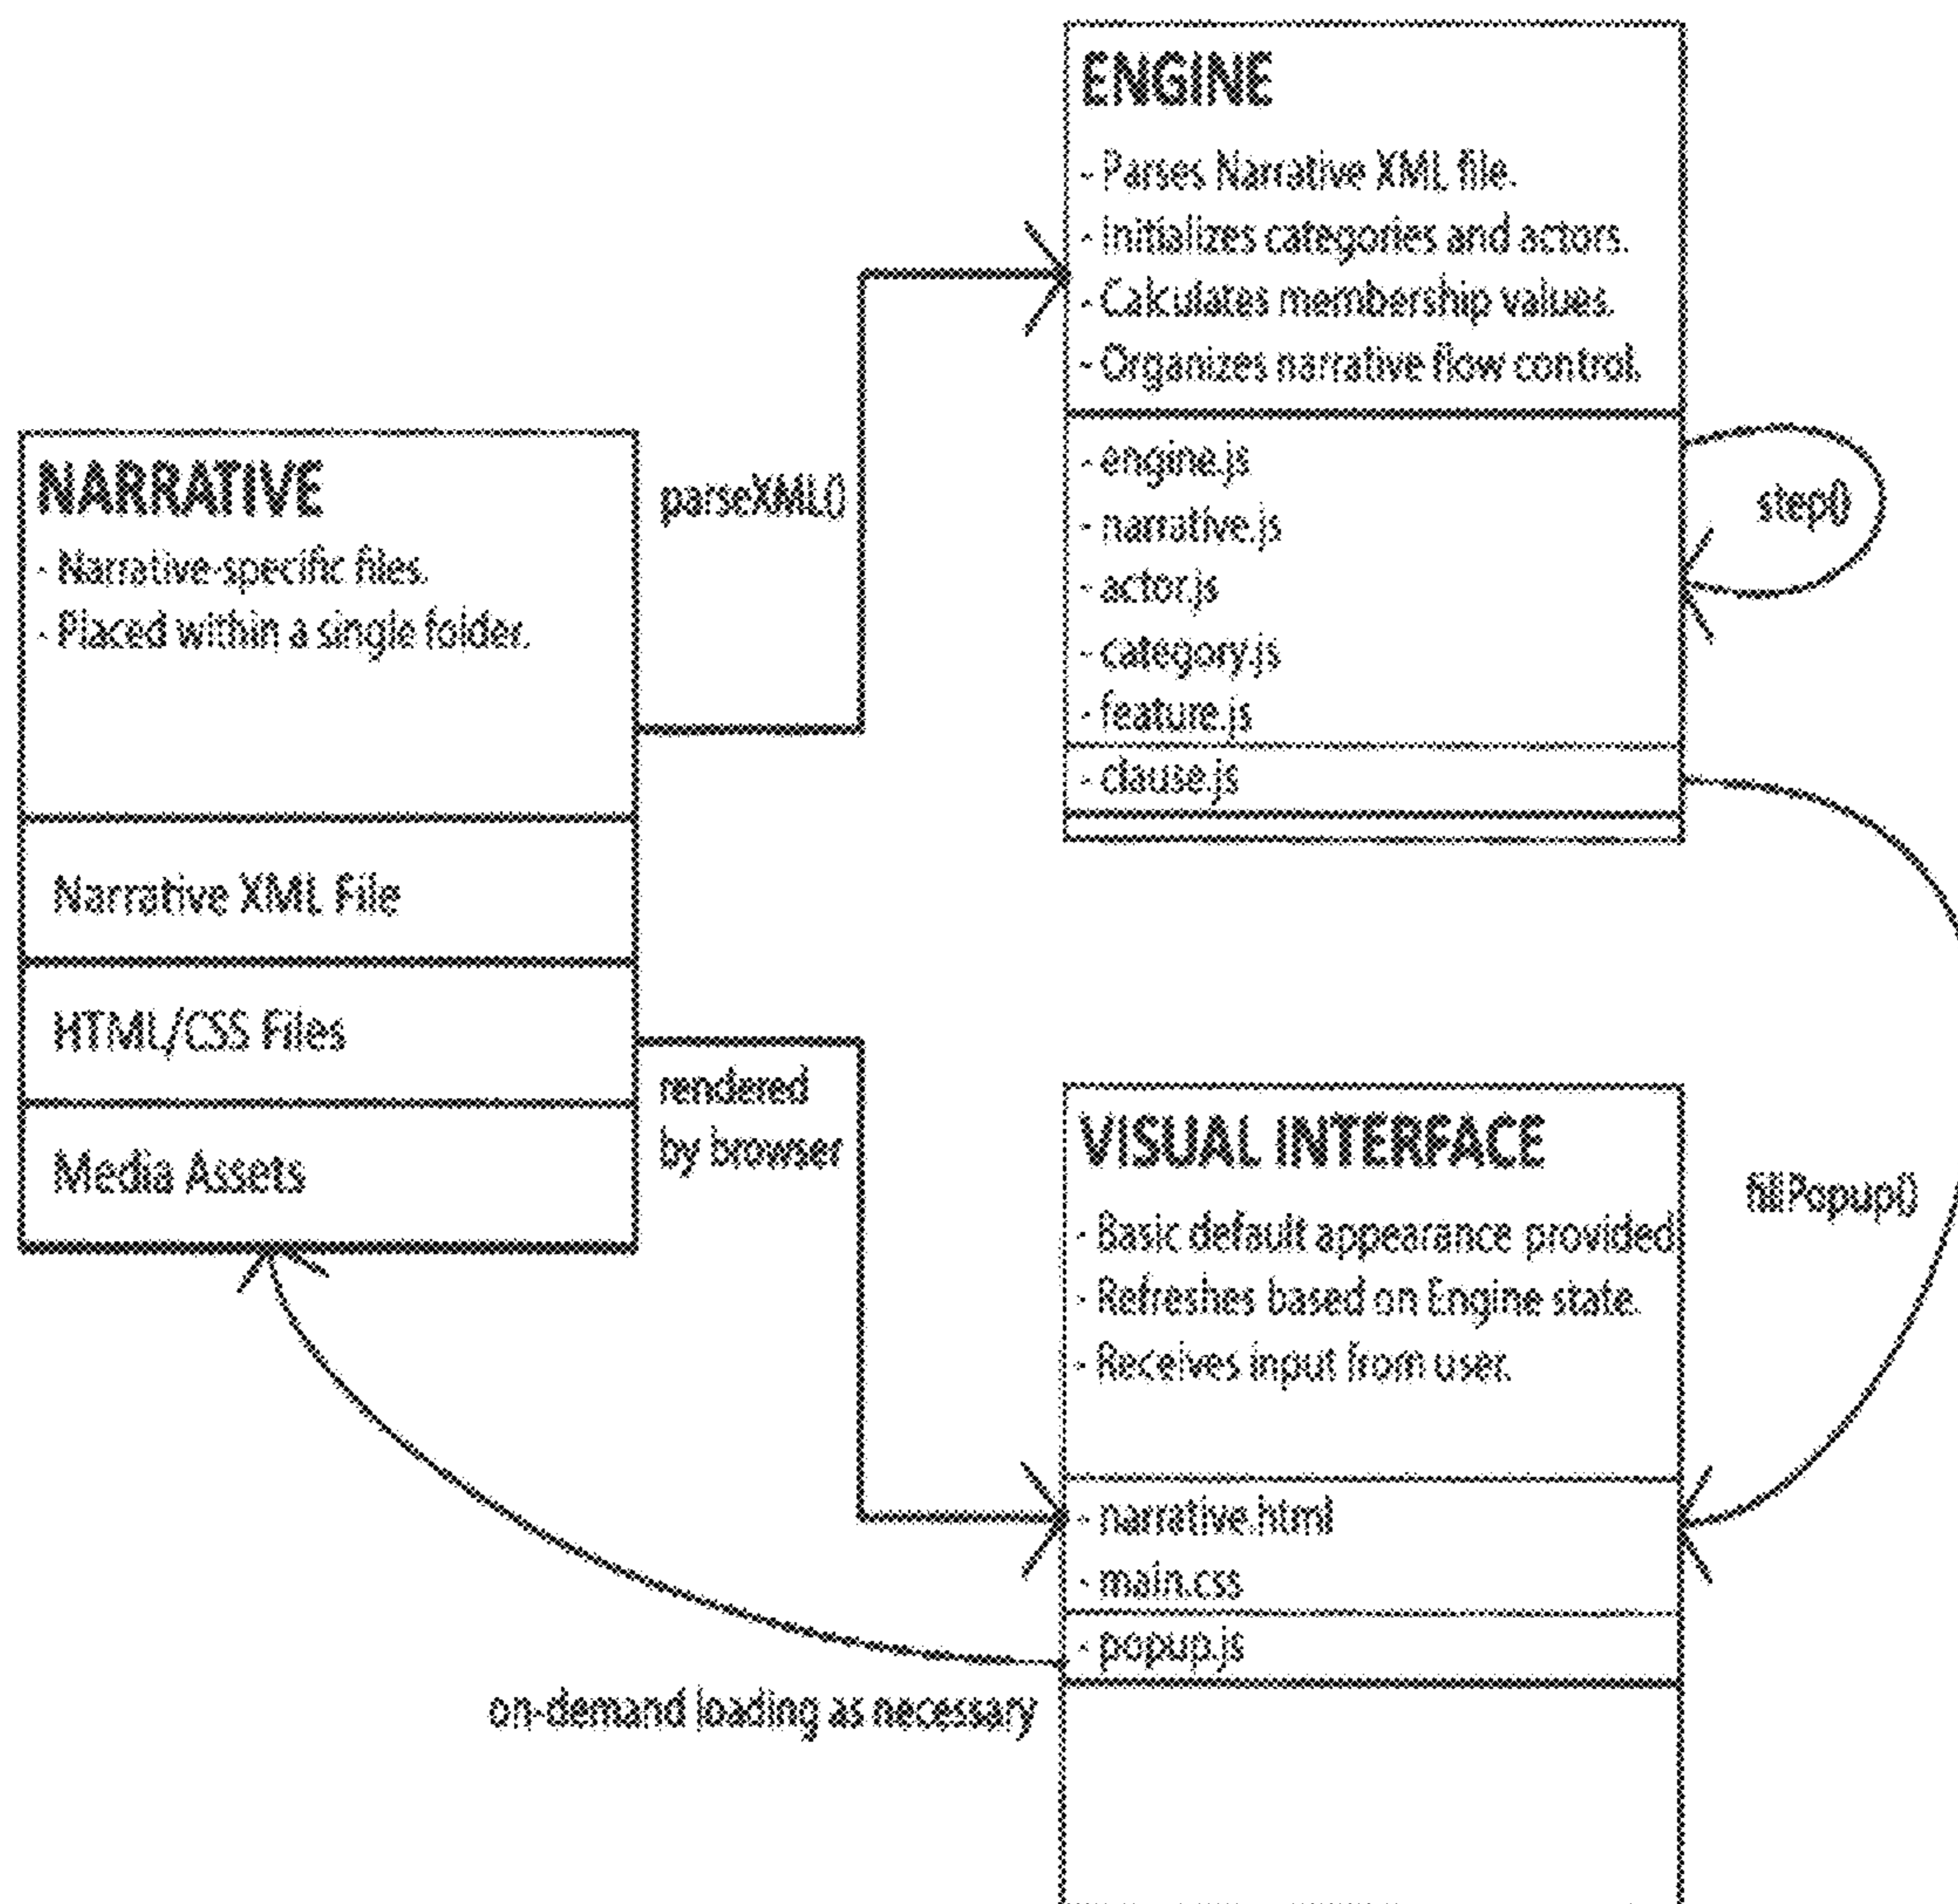 ENGINE
- Parses Narrative XML file.
- Initializes categories and actors.
- Calculates membership values.
- Organizes narrative flow control.
- engine.js
- narrative.js
- actor.js
- category.js
- feature.js
- clause.js
step()
NARRATIVE
- Narrative-specific files.
- Placed within a single folder.
Narrative XML File
HTML/CSS Files
Media Assets
parseXML()
rendered
by browser
VISUAL INTERFACE
- Basic default appearance provided
- Refreshes based on Engine state.
- Receives input from user.
- narrative.html
- main.css
- popup.js
fillPopup()
on-demand loading as necessary